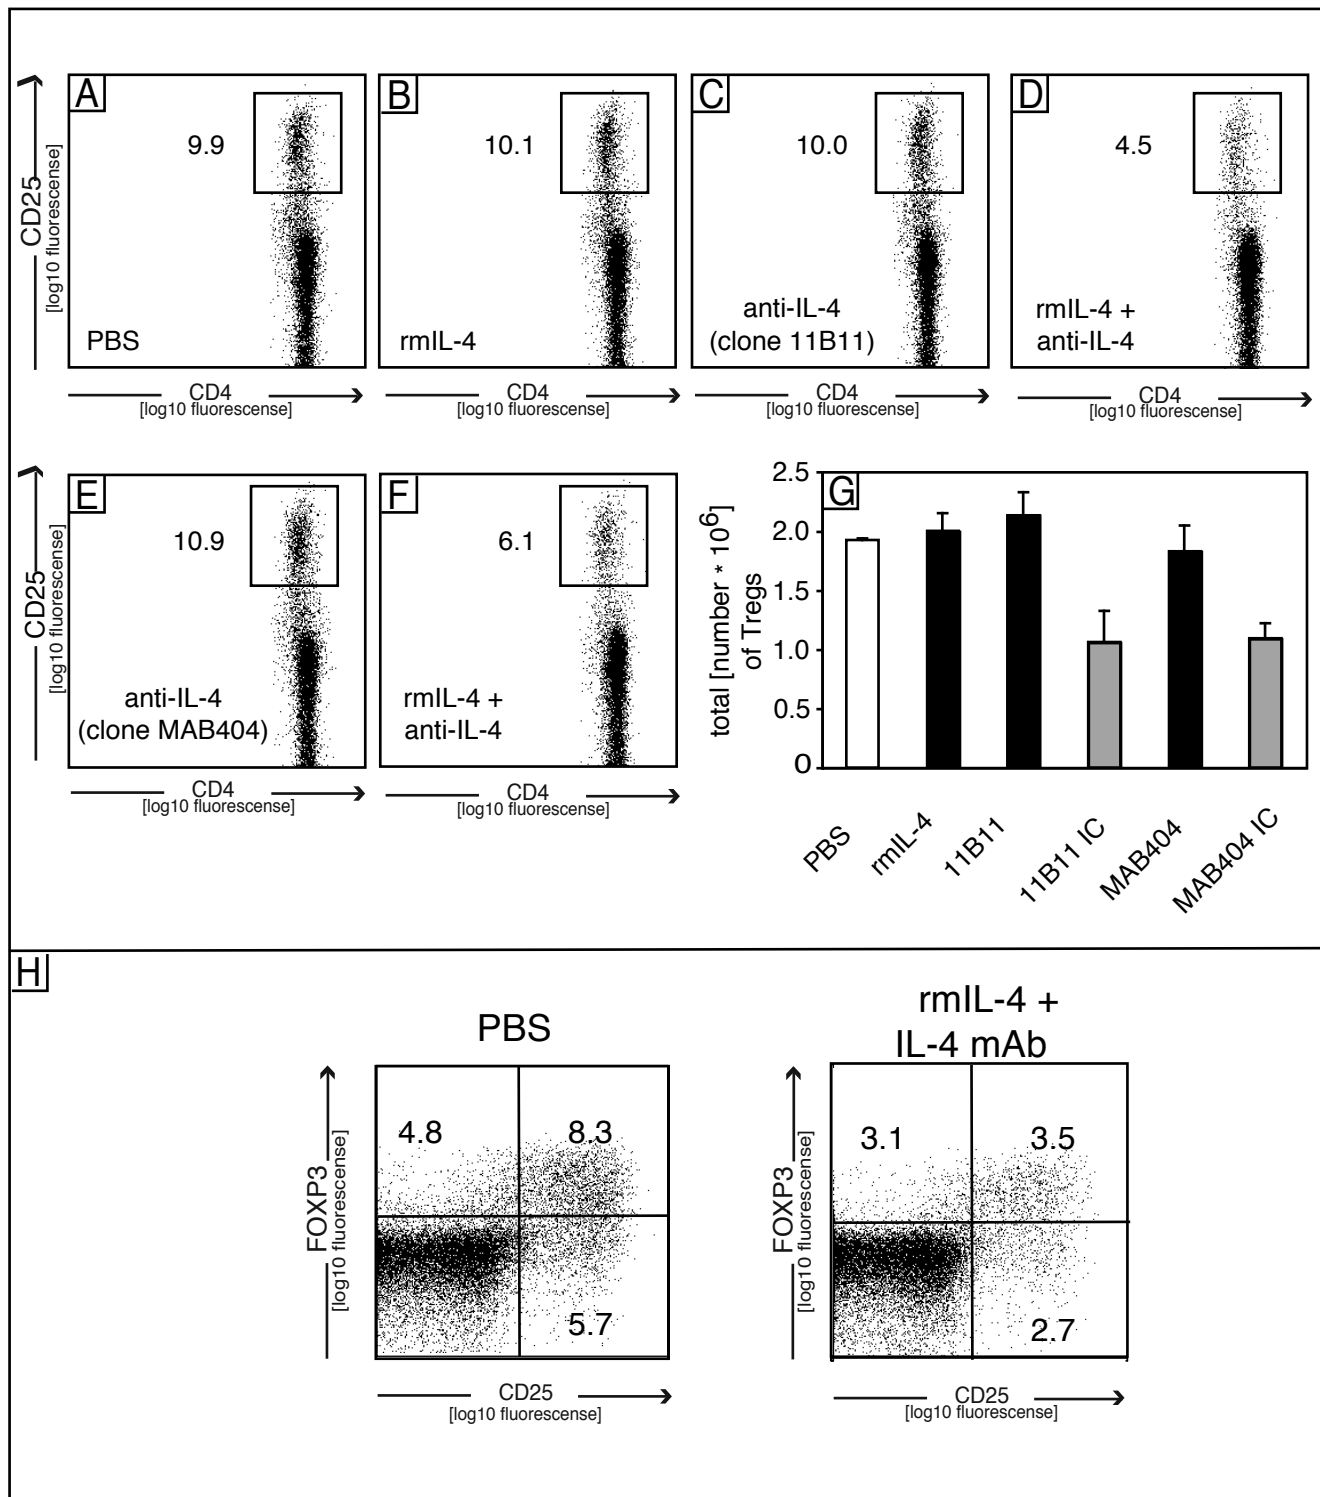 A
B
C
D
CD25
[log10 fluorescense]
9.9
10.1
10.0
4.5
PBS
rmIL-4
anti-IL-4
(clone 11B11)
rmIL-4 +
anti-IL-4
CD4
[log10 fluorescense]
CD4
[log10 fluorescense]
CD4
[log10 fluorescense]
CD4
[log10 fluorescense]
E
F
CD25
[log10 fluorescense]
10.9
6.1
anti-IL-4
(clone MAB404)
rmIL-4 +
anti-IL-4
CD4
[log10 fluorescense]
CD4
[log10 fluorescense]
G
total [number * 10^6]
of Tregs
2.5
2.0
1.5
1.0
0.5
0
PBS
rmIL-4
11B11
11B11 IC
MAB404
MAB404 IC
H
PBS
FOXP3
[log10 fluorescense]
4.8
8.3
5.7
CD25
[log10 fluorescense]
rmIL-4 +
IL-4 mAb
FOXP3
[log10 fluorescense]
3.1
3.5
2.7
CD25
[log10 fluorescense]